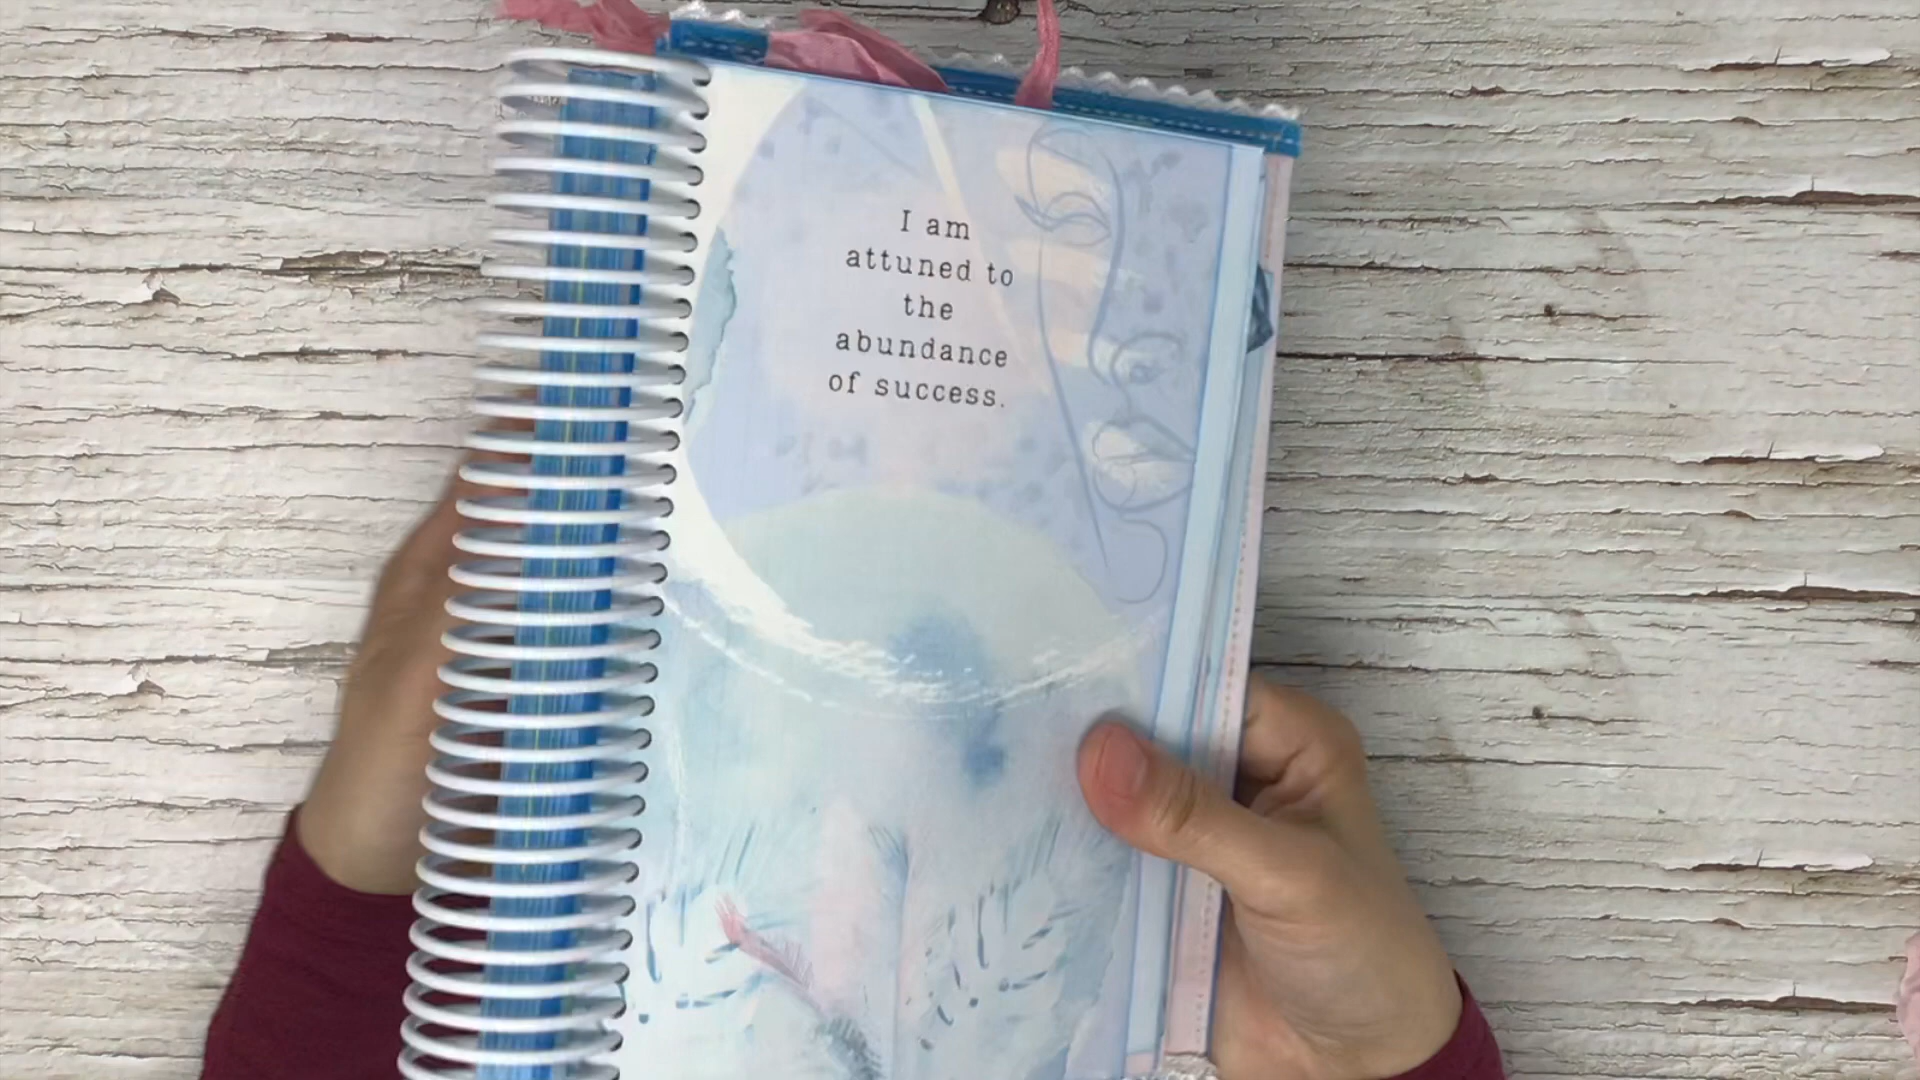 I am
attuned to
the
abundance
of success.